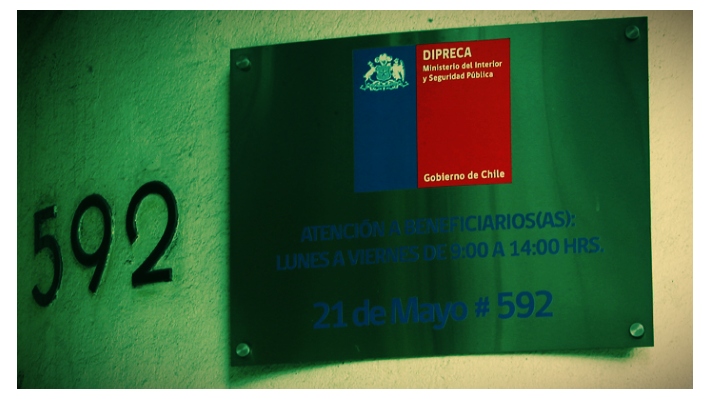 592
DIPRECA
Ministerio del Interior
y Seguridad Pública
Gobierno de Chile
ATENCIÓN A BENEFICIARIOS(AS):
LUNES A VIERNES DE 9:00 A 14:00 HRS.
21 de Mayo # 592